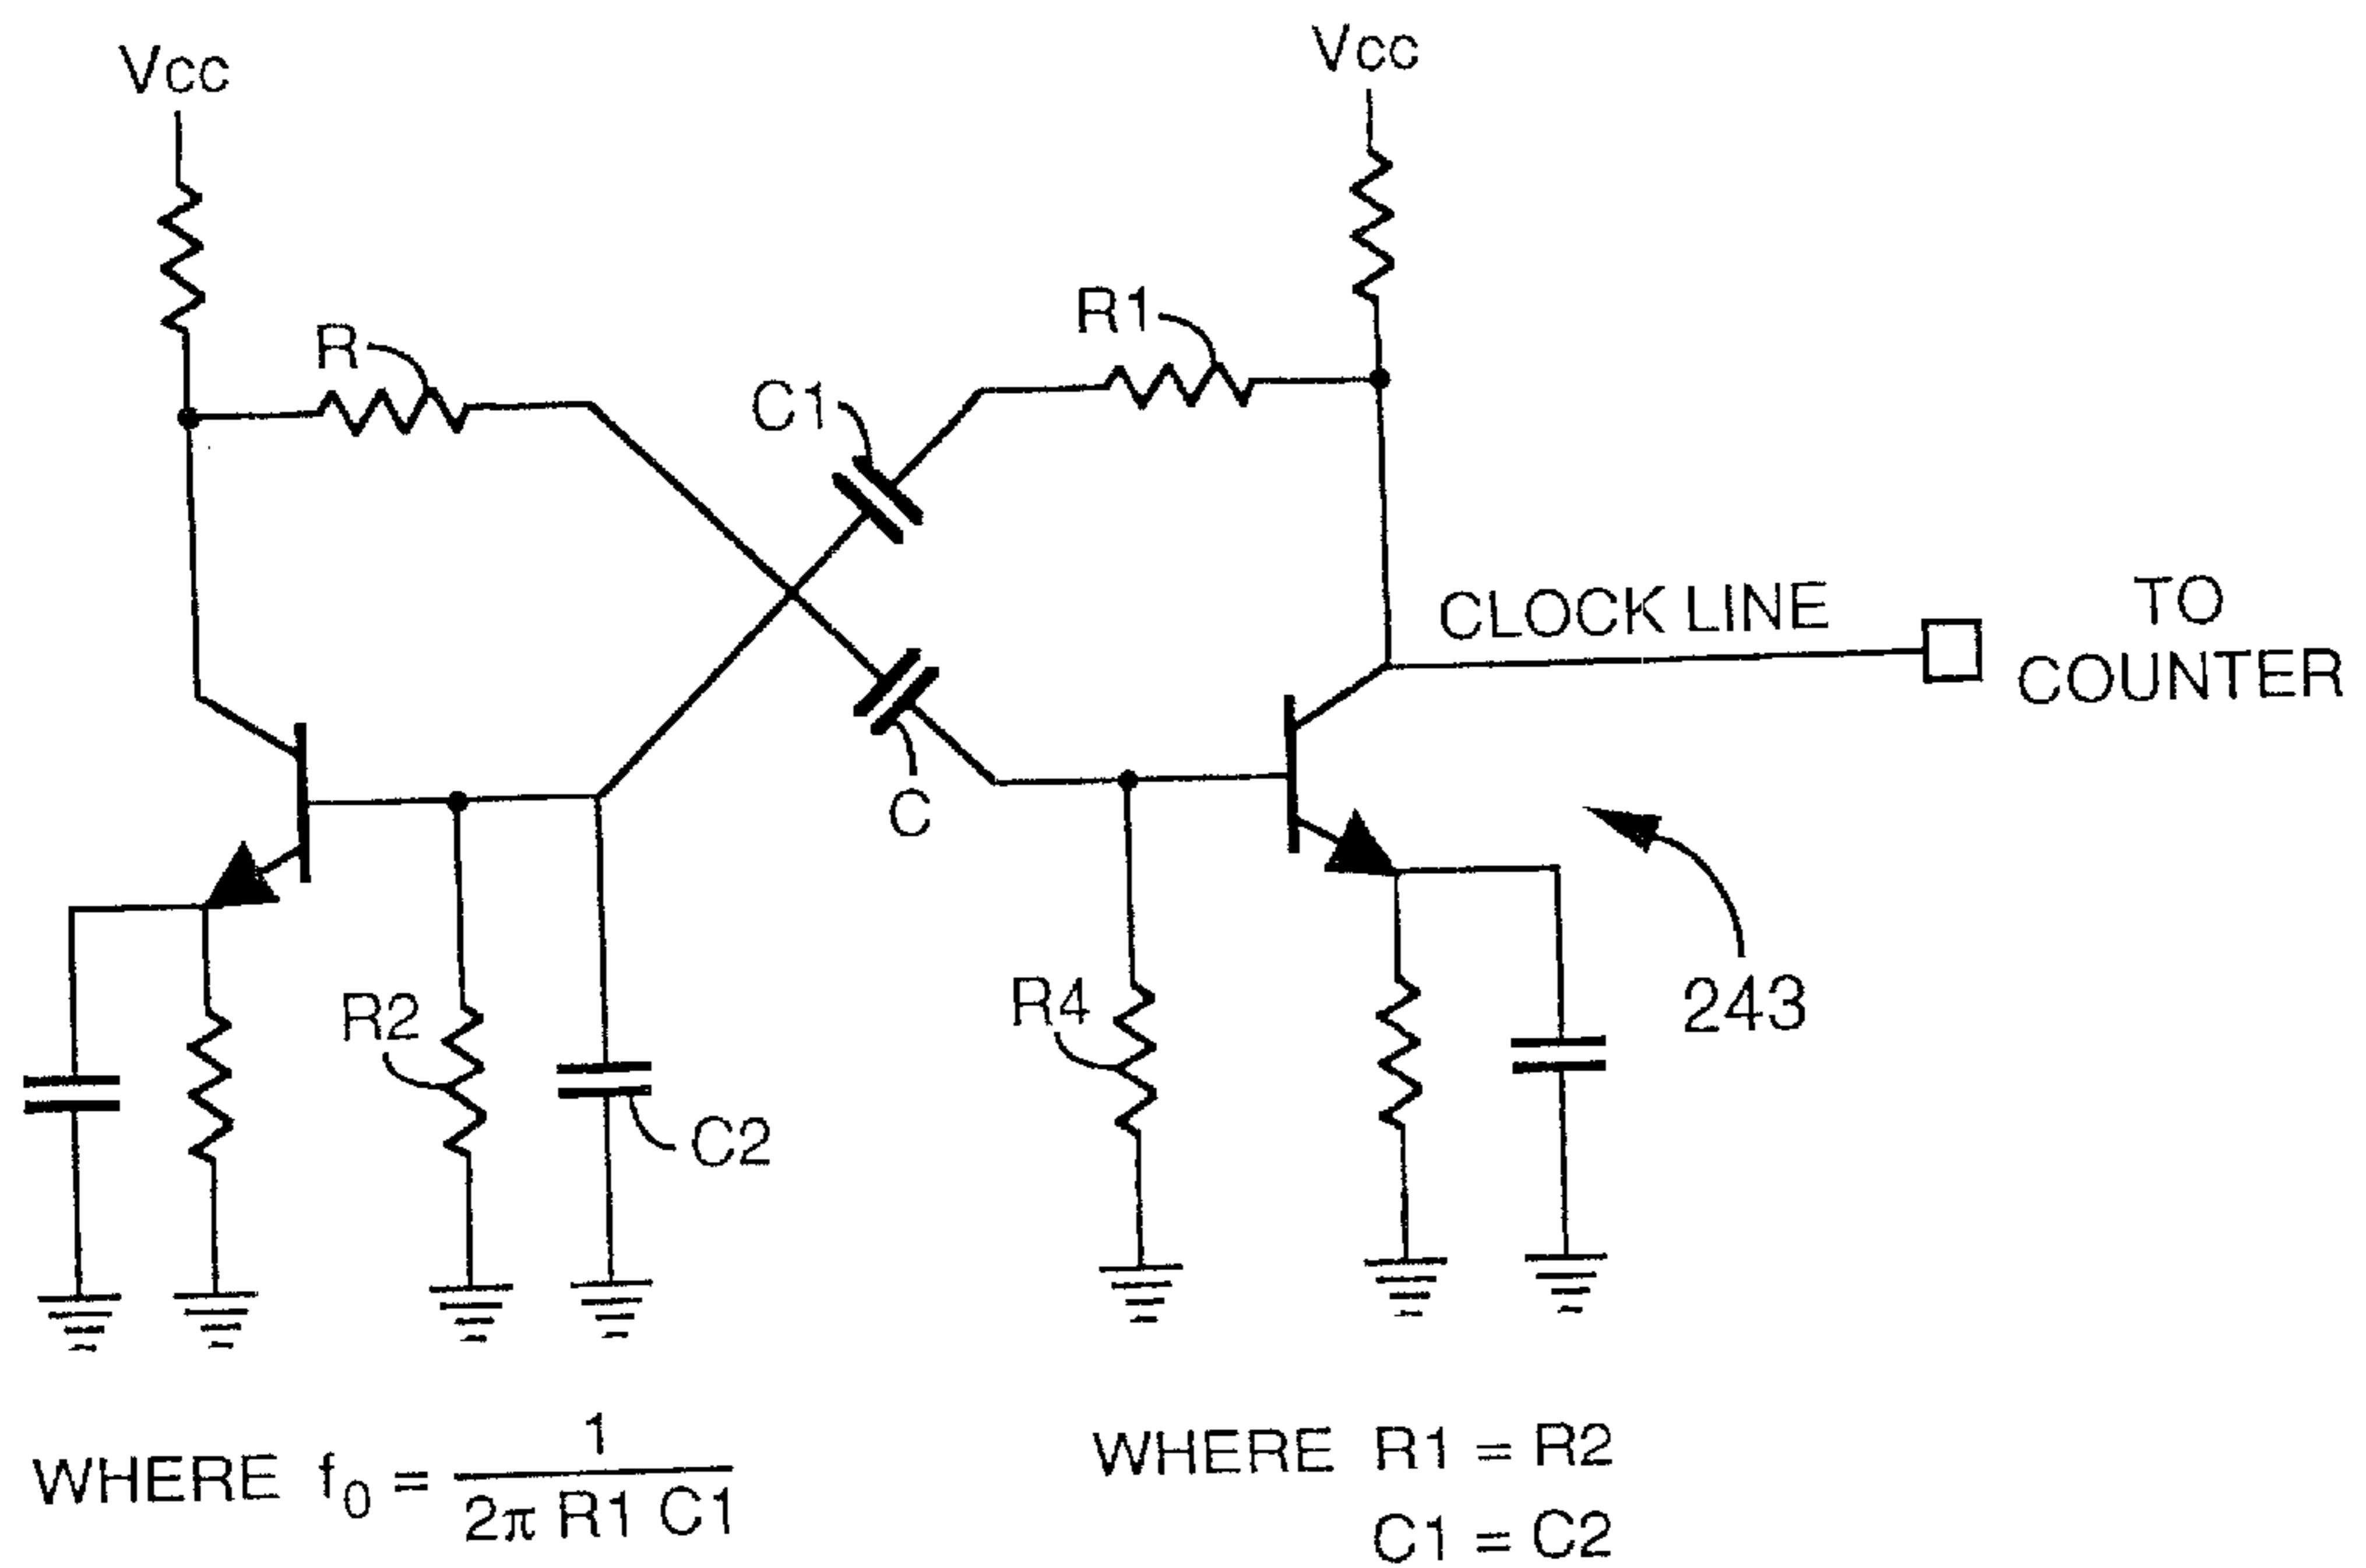 Vcc
Vcc
R
R1
C1
CLOCK LINE
TO
COUNTER
C
R2
R4
243
C2
WHERE f₀ = 1 / 2π R1 C1
WHERE R1 = R2
C1 = C2